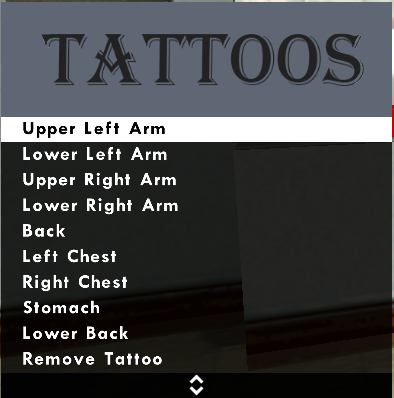 TATTOOS
Upper Left Arm
Lower Left Arm
Upper Right Arm
Lower Right Arm
Back
Left Chest
Right Chest
Stomach
Lower Back
Remove Tattoo